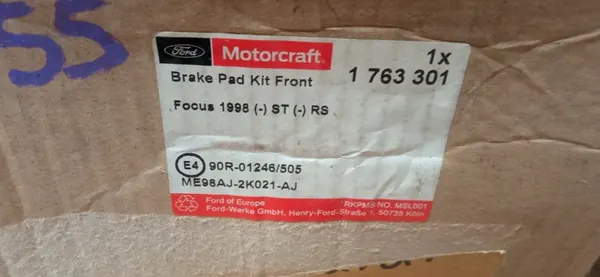 55
Ford Motorcraft
1x
Brake Pad Kit Front 1 763 301
Focus 1998 (-) ST (-) RS
E4 90R-01246/505
ME98AJ-2K021-AJ
Ford of Europe RKPMS NO. MSL001
Ford-Werke GmbH, Henry-Ford-Straße 1, 50735 Köln